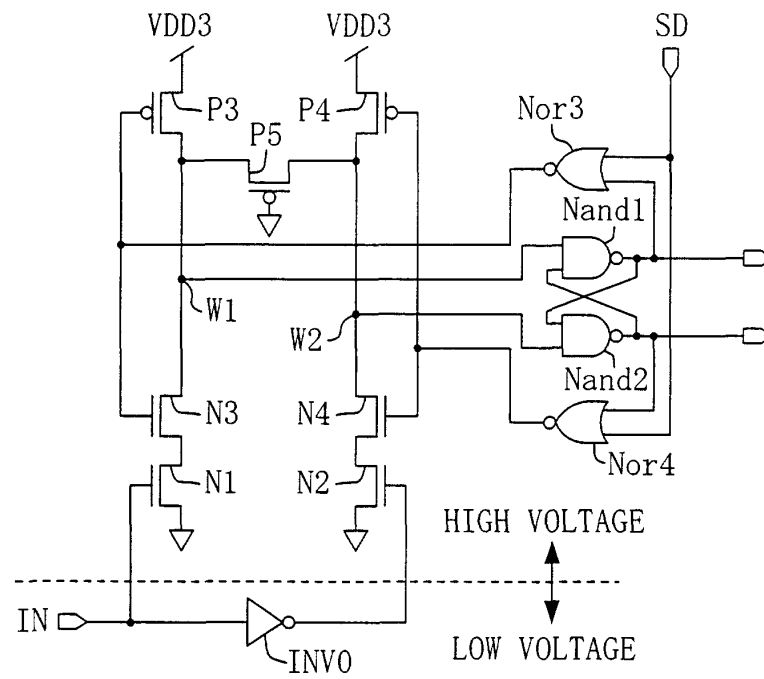 VDD3
VDD3
SD
P3
P4
P5
Nor3
Nand1
W1
W2
Nand2
N3
N4
Nor4
N1
N2
HIGH VOLTAGE
IN
INV0
LOW VOLTAGE